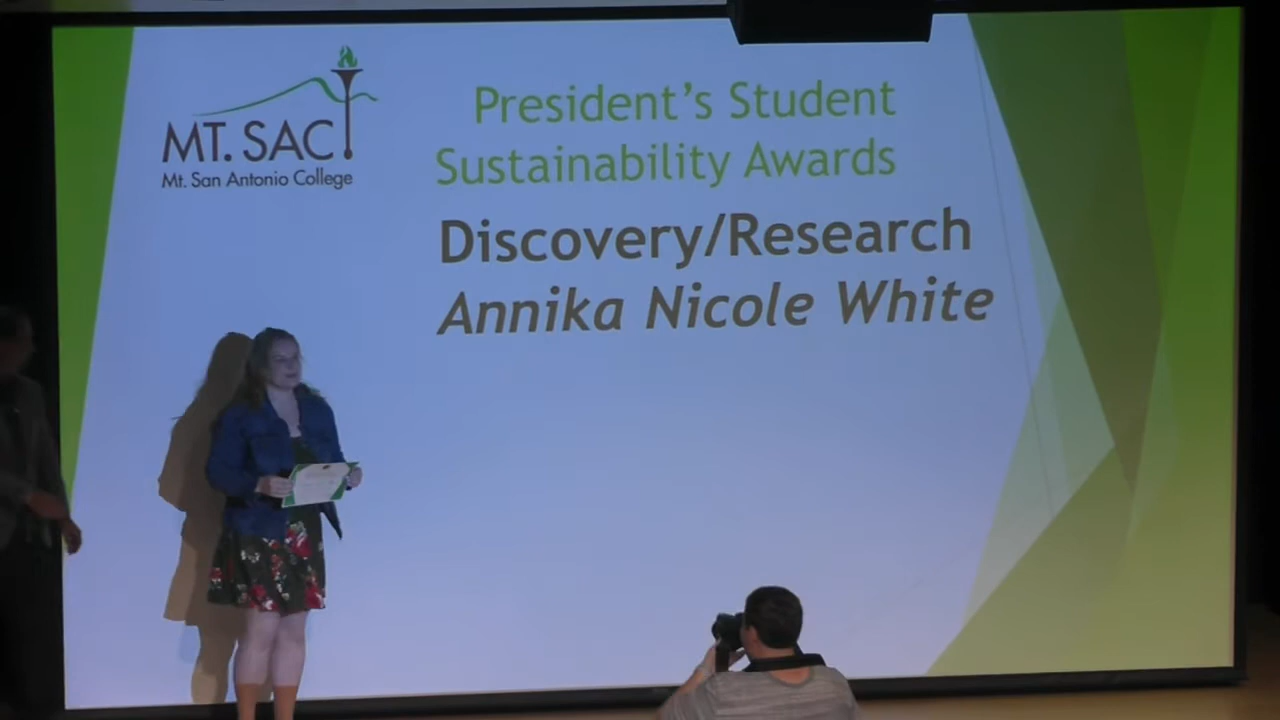 MT. SAC
Mt. San Antonio College
President's Student
Sustainability Awards
Discovery/Research
Annika Nicole White